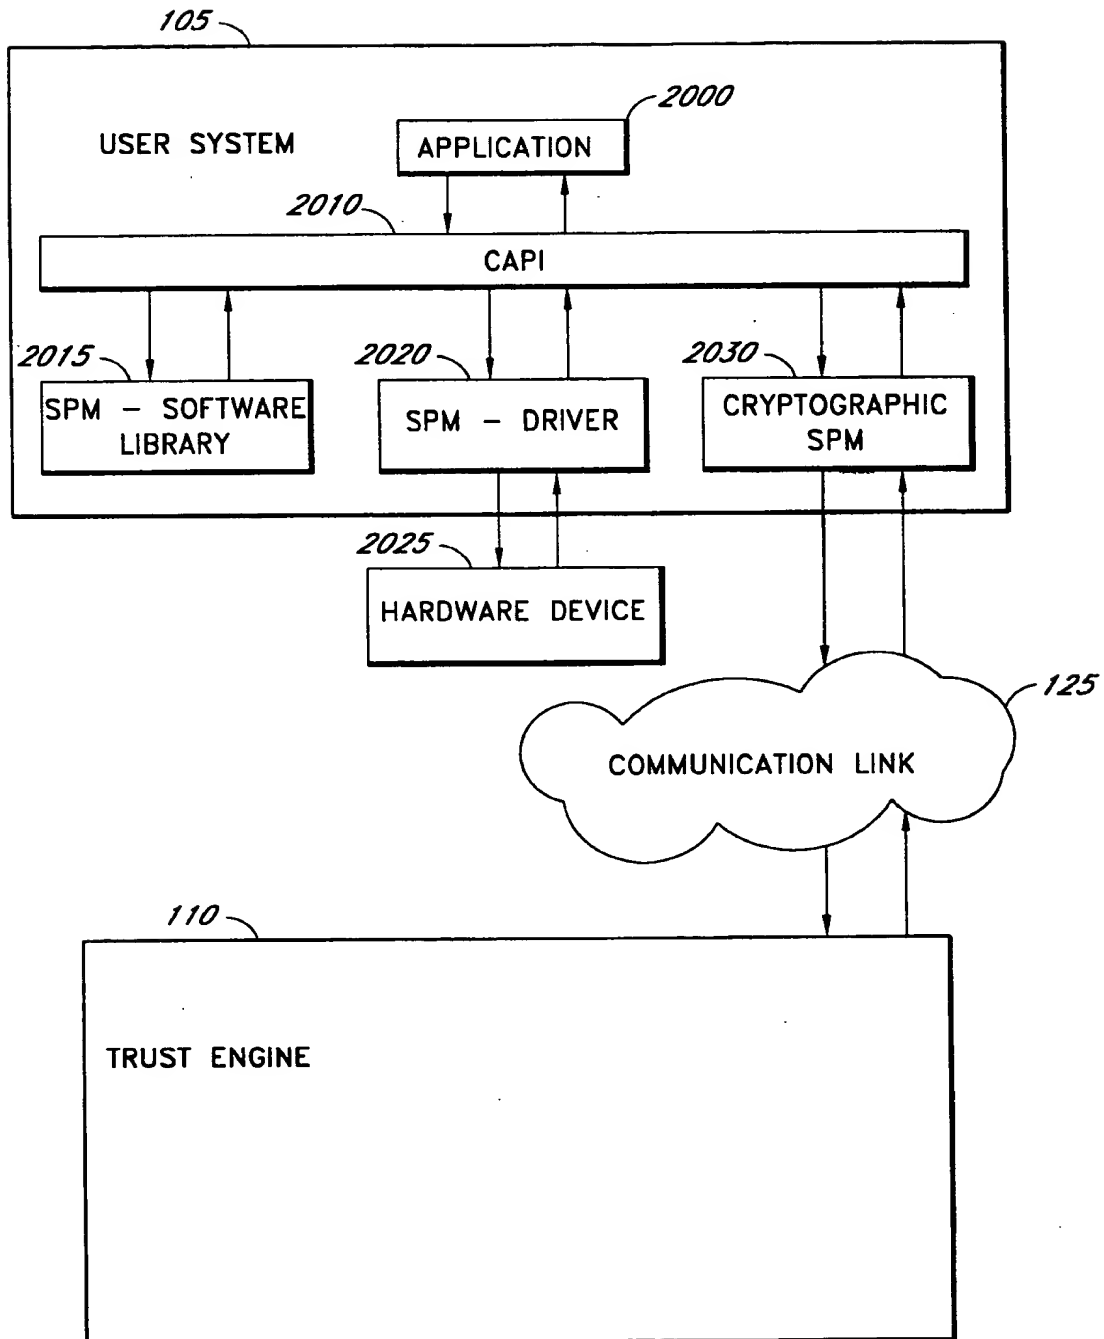 105
2000
USER SYSTEM
APPLICATION
2010
CAPI
2015
2020
2030
SPM – SOFTWARE
LIBRARY
SPM – DRIVER
CRYPTOGRAPHIC
SPM
2025
HARDWARE DEVICE
125
COMMUNICATION LINK
110
TRUST ENGINE